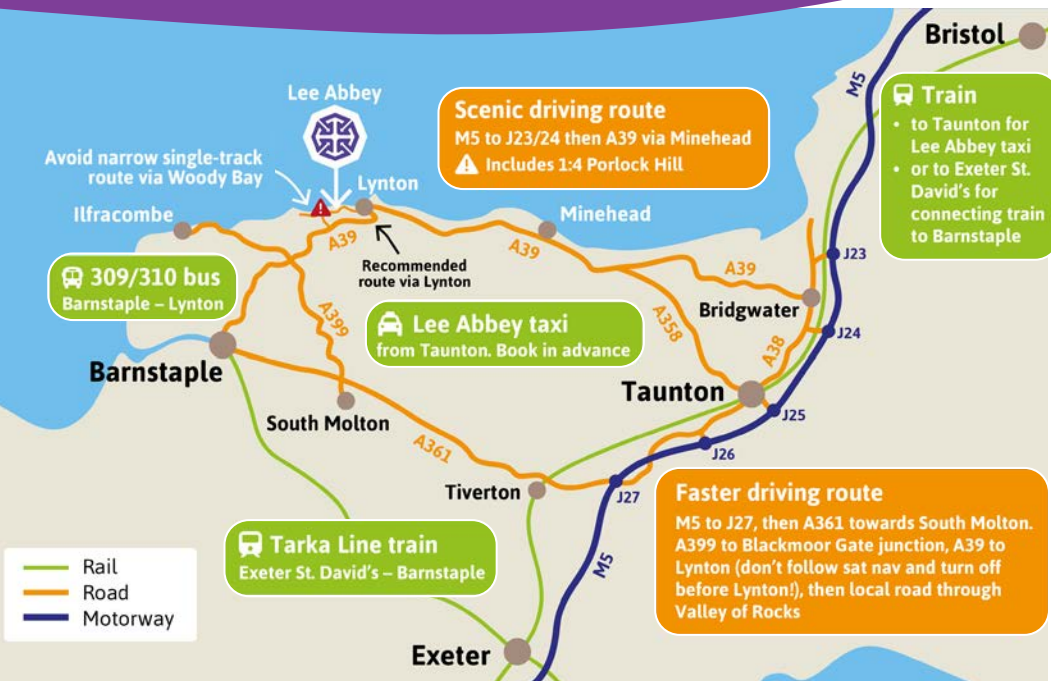 Bristol
M5
Train
• to Taunton for
Lee Abbey taxi
• or to Exeter St.
David's for
connecting train
to Barnstaple
Lee Abbey
Scenic driving route
M5 to J23/24 then A39 via Minehead
Includes 1:4 Porlock Hill
Avoid narrow single-track
route via Woody Bay
Lynton
Ilfracombe
Minehead
A39
A39
A39
J23
Recommended
route via Lynton
309/310 bus
Barnstaple – Lynton
Bridgwater
A399
Lee Abbey taxi
from Taunton. Book in advance
A358
A38
J24
Barnstaple
Taunton
J25
South Molton
A361
J26
Tiverton
J27
Faster driving route
M5 to J27, then A361 towards South Molton.
A399 to Blackmoor Gate junction, A39 to
Lynton (don't follow sat nav and turn off
before Lynton!), then local road through
Valley of Rocks
Tarka Line train
Exeter St. David's – Barnstaple
M5
Rail
Road
Motorway
Exeter